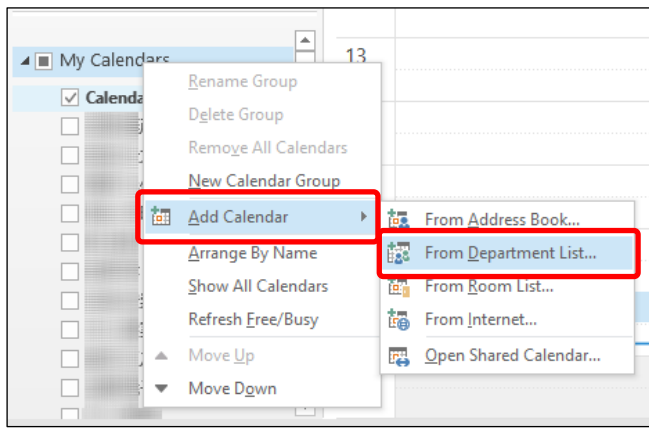 My Calendars
13
Rename Group
Calenda
Delete Group
Remove All Calendars
New Calendar Group
Add Calendar
From Address Book...
Arrange By Name
From Department List...
Show All Calendars
From Room List...
Refresh Free/Busy
From Internet...
Move Up
Open Shared Calendar...
Move Down